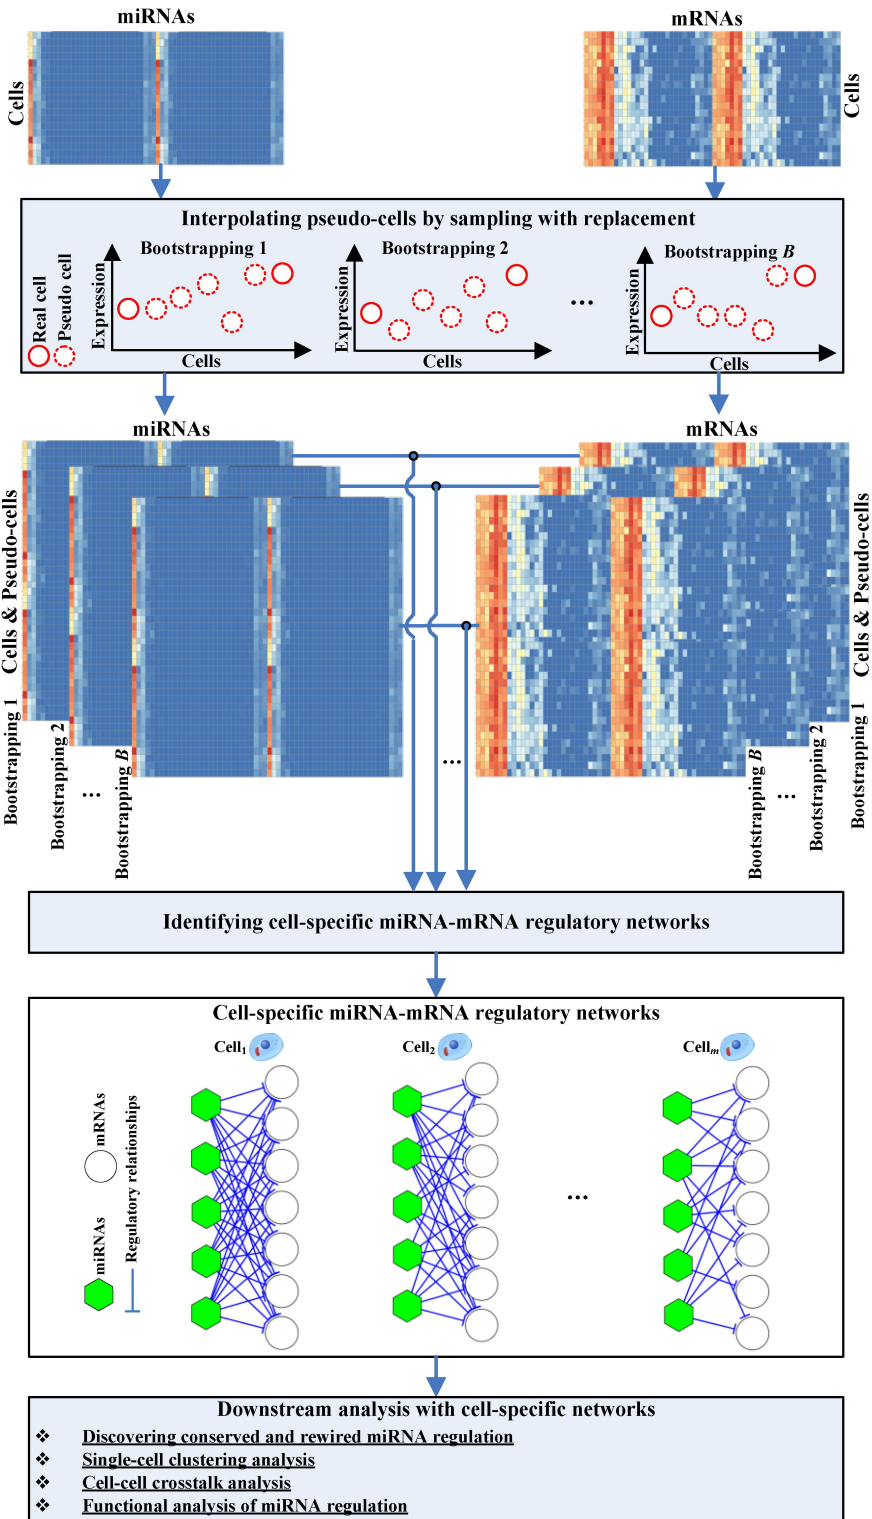 miRNAs
mRNAs
Cells
Cells
Interpolating pseudo-cells by sampling with replacement
Real cell
Pseudo cell
Bootstrapping 1
Expression
Cells
Bootstrapping 2
Expression
Cells
...
Bootstrapping B
Expression
Cells
miRNAs
mRNAs
Cells & Pseudo-cells
Cells & Pseudo-cells
Bootstrapping 1
Bootstrapping 2
...
Bootstrapping B
...
Bootstrapping B
...
Bootstrapping 2
Bootstrapping 1
Identifying cell-specific miRNA-mRNA regulatory networks
Cell-specific miRNA-mRNA regulatory networks
Cell1
Cell2
Cellm
mRNAs
miRNAs
Regulatory relationships
...
Downstream analysis with cell-specific networks
❖ Discovering conserved and rewired miRNA regulation
❖ Single-cell clustering analysis
❖ Cell-cell crosstalk analysis
❖ Functional analysis of miRNA regulation